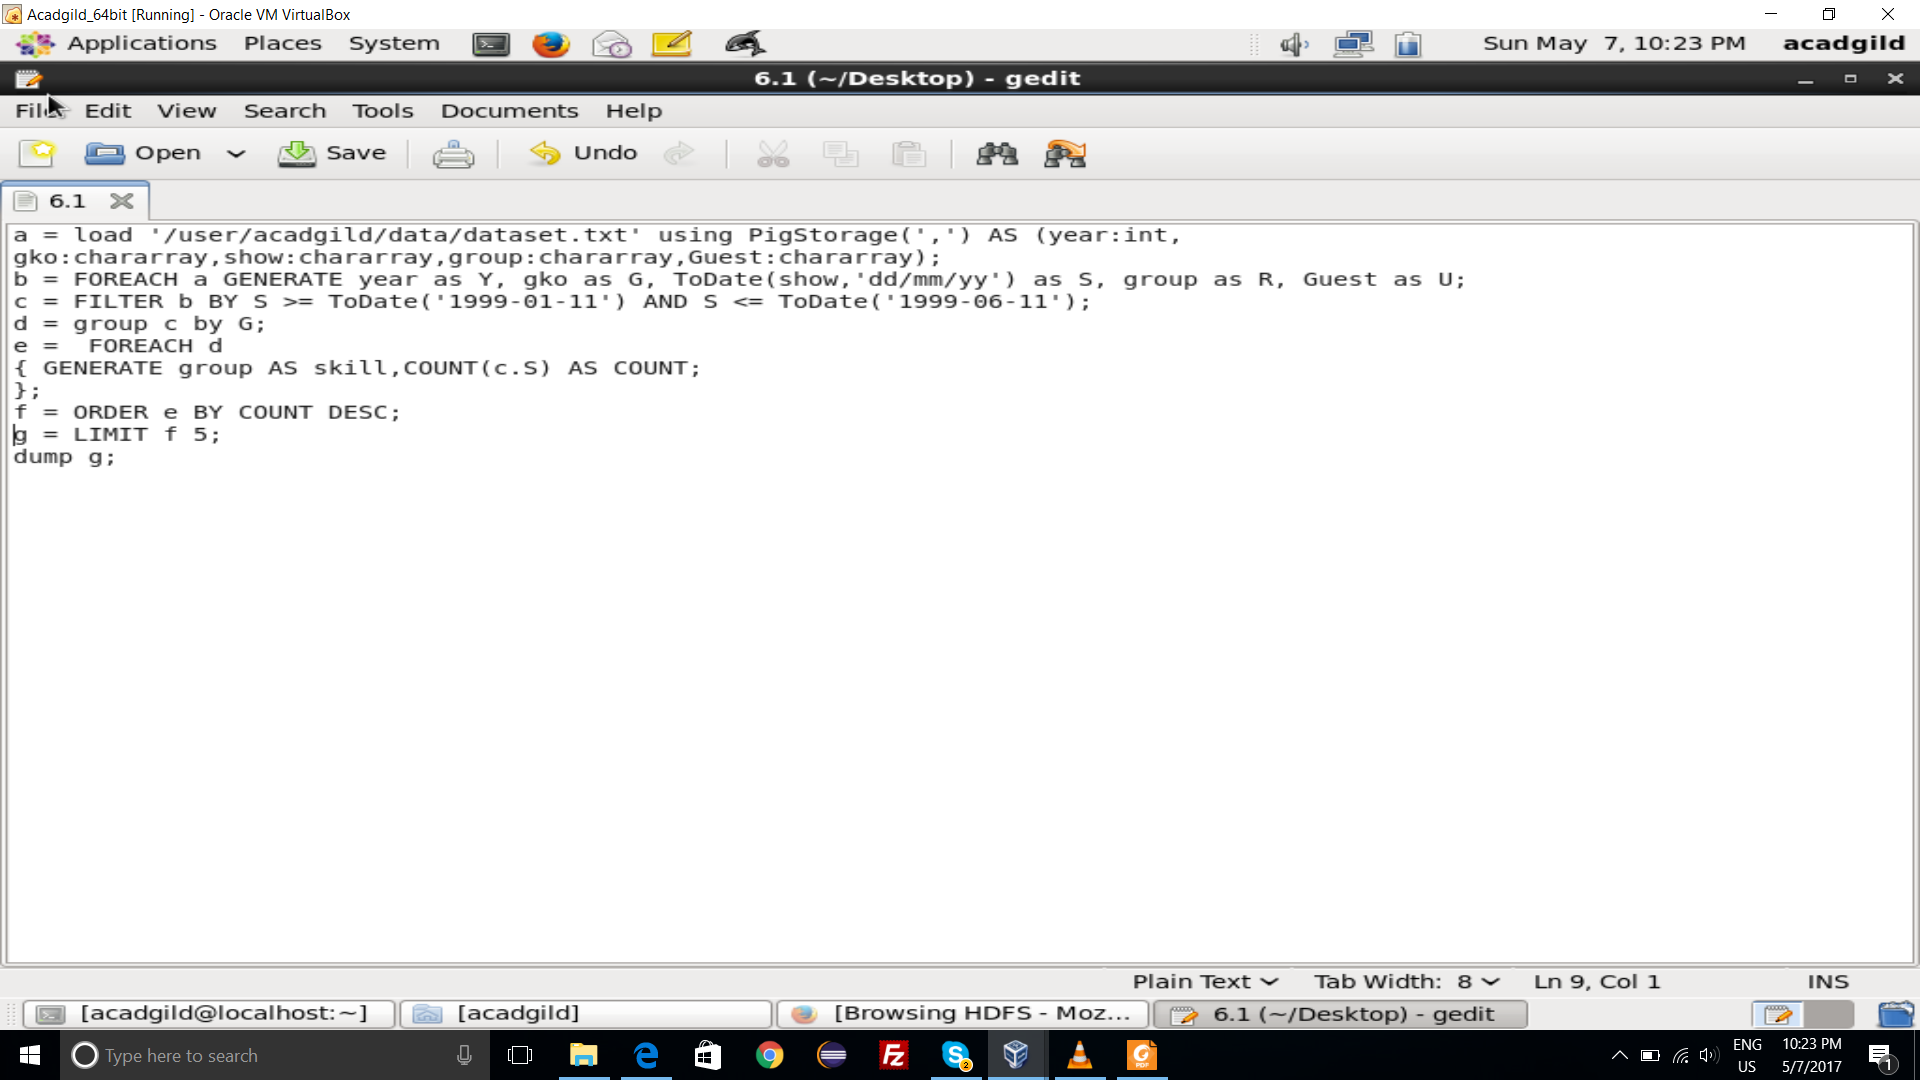 Acadgild_64bit [Running] - Oracle VM VirtualBox
Applications Places System Sun May 7, 10:23 PM acadgild
6.1 (~/Desktop) - gedit
File Edit View Search Tools Documents Help
Open Save Undo
6.1
a = load '/user/acadgild/data/dataset.txt' using PigStorage(',') AS (year:int,
gko:chararray,show:chararray,group:chararray,Guest:chararray);
b = FOREACH a GENERATE year as Y, gko as G, ToDate(show,'dd/mm/yy') as S, group as R, Guest as U;
c = FILTER b BY S >= ToDate('1999-01-11') AND S <= ToDate('1999-06-11');
d = group c by G;
e =  FOREACH d
{ GENERATE group AS skill,COUNT(c.S) AS COUNT;
};
f = ORDER e BY COUNT DESC;
g = LIMIT f 5;
dump g;
Plain Text Tab Width: 8 Ln 9, Col 1 INS
[acadgild@localhost:~] [acadgild] [Browsing HDFS - Moz... 6.1 (~/Desktop) - gedit
Type here to search ENG 10:23 PM
US 5/7/2017 1